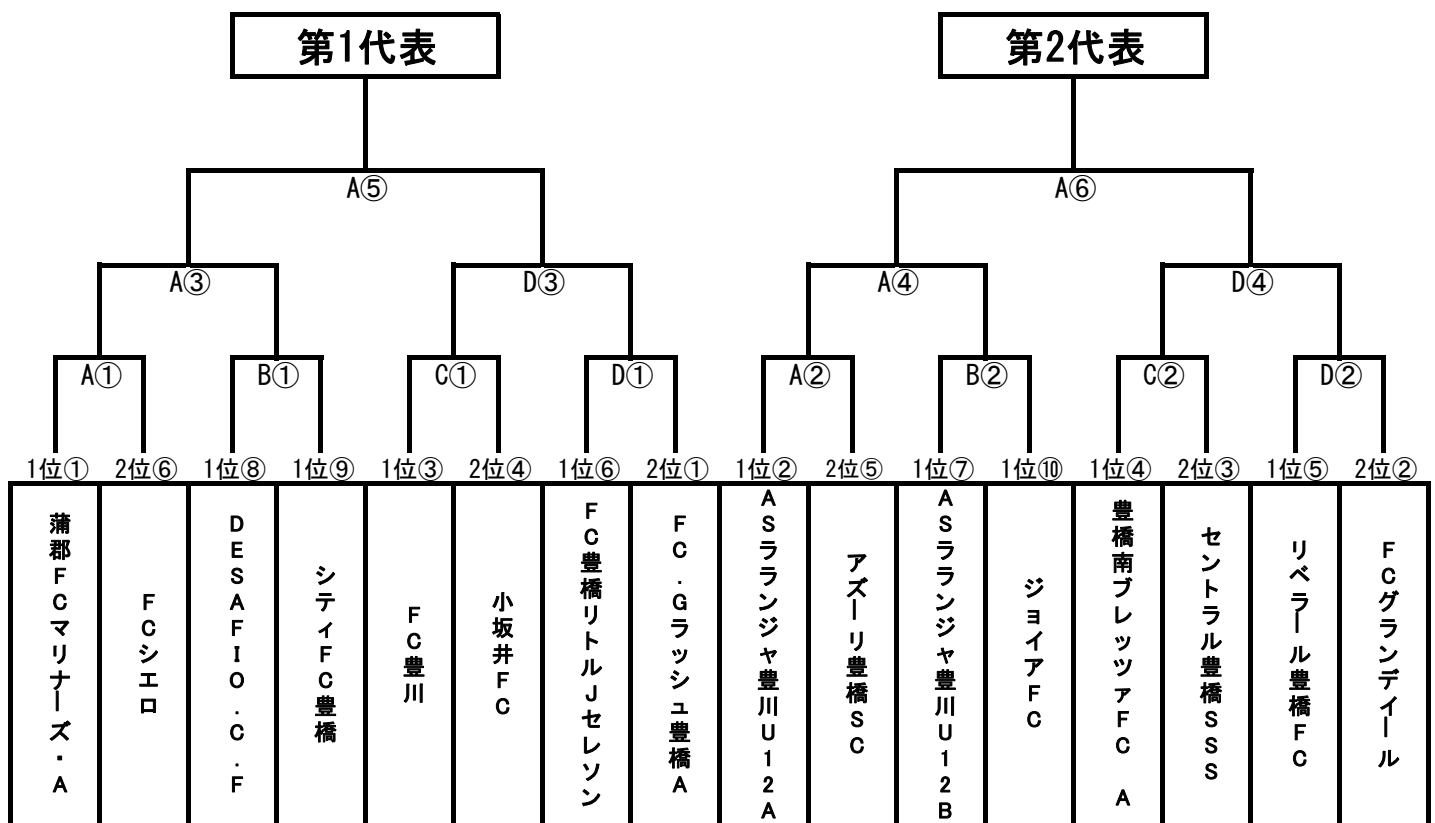 第1代表
第2代表
A⑤
A⑥
A③
D③
A④
D④
A①
B①
C①
D①
A②
B②
C②
D②
1位①
2位⑥
1位⑧
1位⑨
1位③
2位④
1位⑥
2位①
1位②
2位⑤
1位⑦
1位⑩
1位④
2位③
1位⑤
2位②
蒲郡FCマリナーズ・A
FCシエロ
DESAFIO.C.F
シティFC豊橋
FC豊川
小坂井FC
FC豊橋リトルJセレソン
FC.Gラッシュ豊橋A
ASラランジャ豊川U12A
アズーリ豊橋SC
ASラランジャ豊川U12B
ジョイアFC
豊橋南ブレッツァFC A
セントラル豊橋SSS
リベラール豊橋FC
FCグランディール